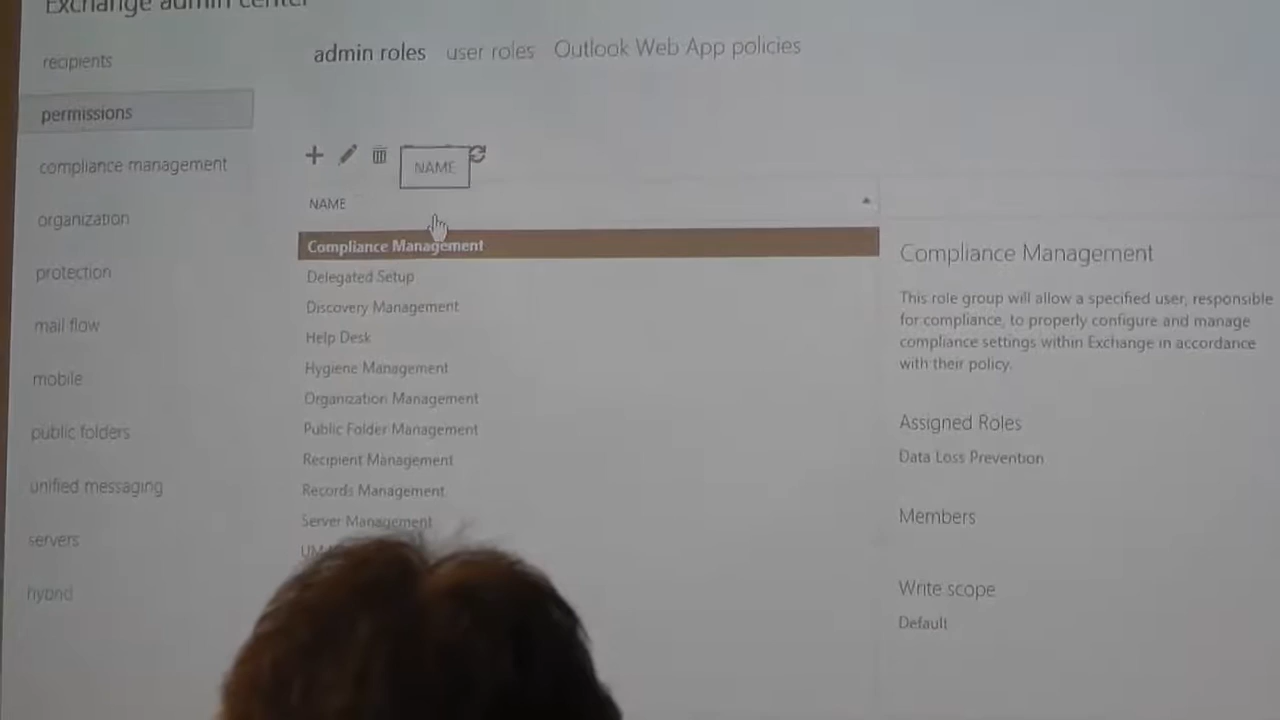 Exchange admin center
recipients
permissions
compliance management
organization
protection
mail flow
mobile
public folders
unified messaging
servers
hybrid
admin roles user roles Outlook Web App policies
NAME
NAME
Compliance Management
Delegated Setup
Discovery Management
Help Desk
Hygiene Management
Organization Management
Public Folder Management
Recipient Management
Records Management
Server Management
Compliance Management
This role group will allow a specified user, responsible
for compliance, to properly configure and manage
compliance settings within Exchange in accordance
with their policy.
Assigned Roles
Data Loss Prevention
Members
Write scope
Default